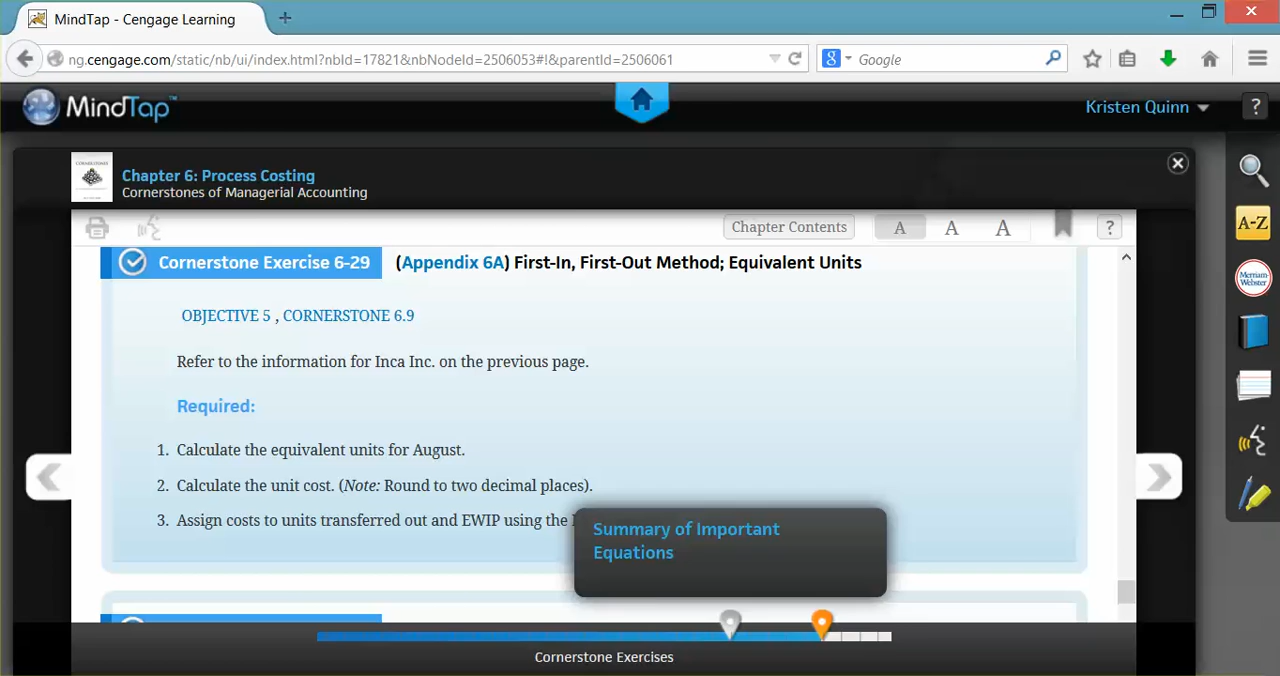 MindTap - Cengage Learning
ng.cengage.com/static/nb/ui/index.html?nbId=17821&nbNodeId=2506053#!&parentId=2506061
Google
MindTap™
Kristen Quinn
?
Chapter 6: Process Costing
Cornerstones of Managerial Accounting
Chapter Contents
A A A
?
A-Z
Merriam-Webster
Cornerstone Exercise 6-29 (Appendix 6A) First-In, First-Out Method; Equivalent Units
OBJECTIVE 5 , CORNERSTONE 6.9
Refer to the information for Inca Inc. on the previous page.
Required:
1. Calculate the equivalent units for August.
2. Calculate the unit cost. (Note: Round to two decimal places).
3. Assign costs to units transferred out and EWIP using the
Summary of Important
Equations
Cornerstone Exercises